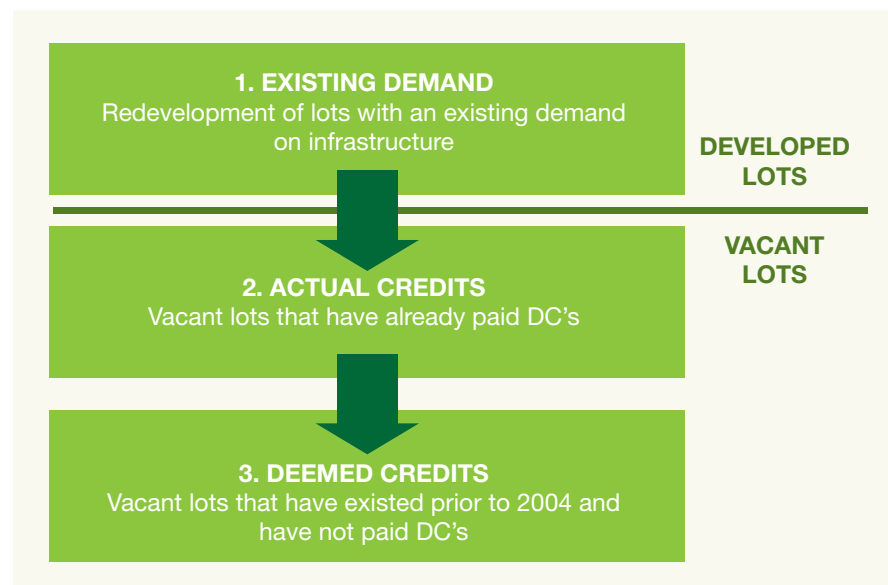 1. EXISTING DEMAND
Redevelopment of lots with an existing demand
on infrastructure
DEVELOPED
LOTS
VACANT
LOTS
2. ACTUAL CREDITS
Vacant lots that have already paid DC's
3. DEEMED CREDITS
Vacant lots that have existed prior to 2004 and
have not paid DC's